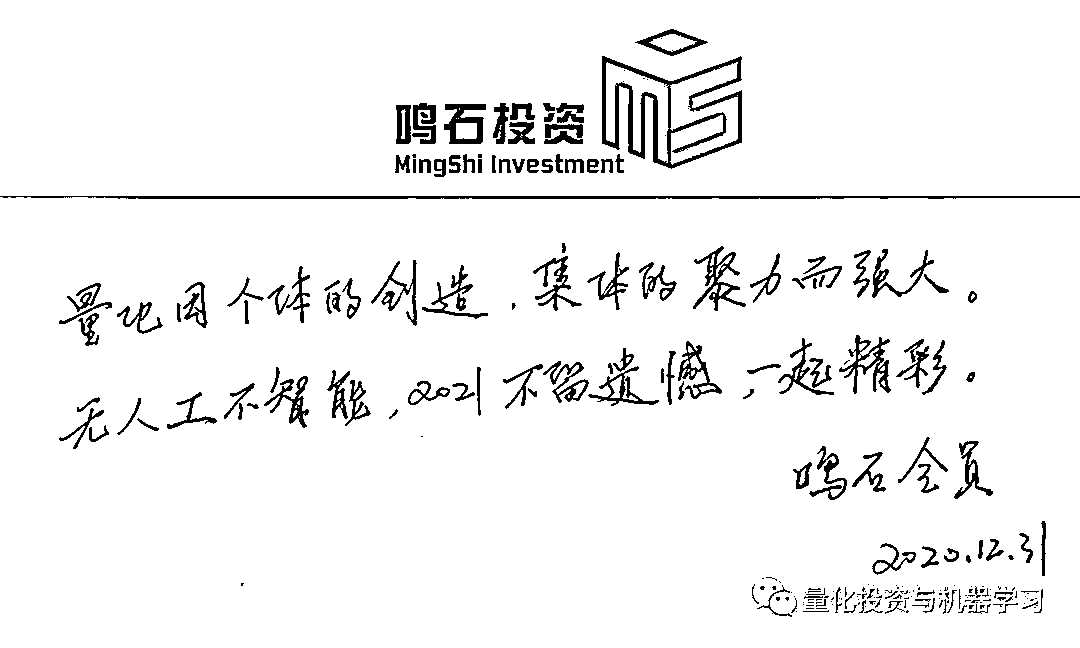 鸣石投资
MingShi Investment
MS
量化因个体的创造，集体的聚力而强大。
无人工不智能，2021不留遗憾，一起精彩。
鸣石全员
2020.12.31
量化投资与机器学习